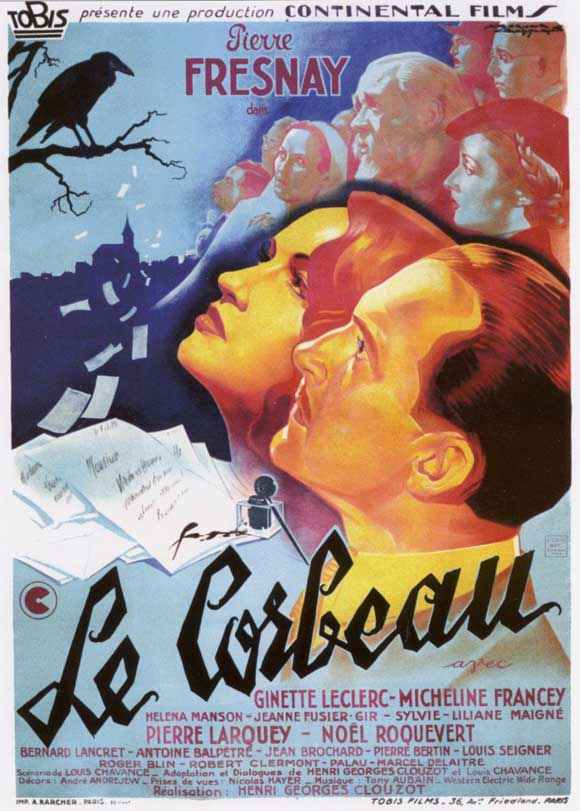 TOBIS présente une production CONTINENTAL FILMS
Pierre
FRESNAY
dans
Monsieur
Le Corbeau
C
avec
GINETTE LECLERC - MICHELINE FRANCEY
HELENA MANSON - JEANNE FUSIER-GIR - SYLVIE - LILIANE MAIGNÉ
PIERRE LARQUEY - NOËL ROQUEVERT
BERNARD LANCRET - ANTOINE BALPÉTRÉ - JEAN BROCHARD - PIERRE BERTIN - LOUIS SEIGNER
ROGER BLIN - ROBERT CLERMONT - PALAU - MARCEL DELAITRE
Scénario de LOUIS CHAVANCE - Adaptation et Dialogues de HENRI GEORGES CLOUZOT et LOUIS CHAVANCE
Décors : André ANDREJEW - Prises de vues : Nicolas HAYER - Musique : Tony AUBAIN - Western Electric Wide Range
Réalisation : HENRI GEORGES CLOUZOT
IMP. A. KARCHER - PARIS.
TOBIS FILMS - 39, Av. Friedland, PARIS